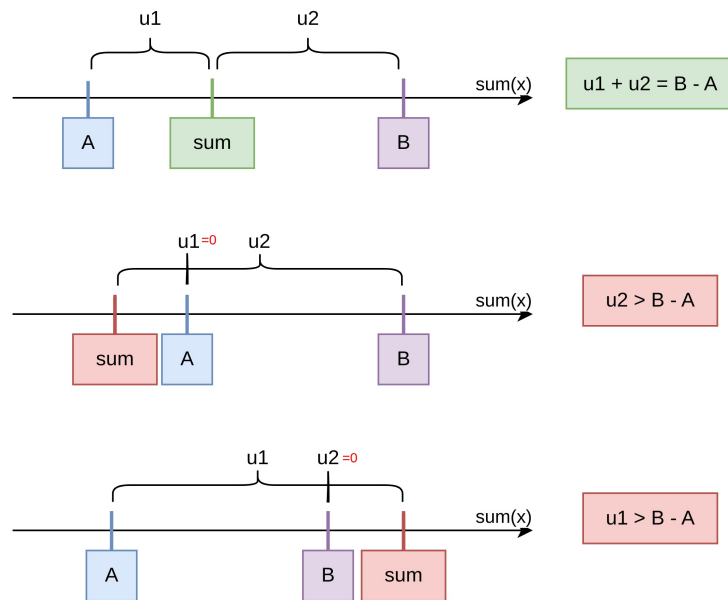 u1 u2
sum(x)
u1 + u2 = B - A
A sum B
u1=0 u2
sum(x)
u2 > B - A
sum A B
u1 u2=0
sum(x)
u1 > B - A
A B sum